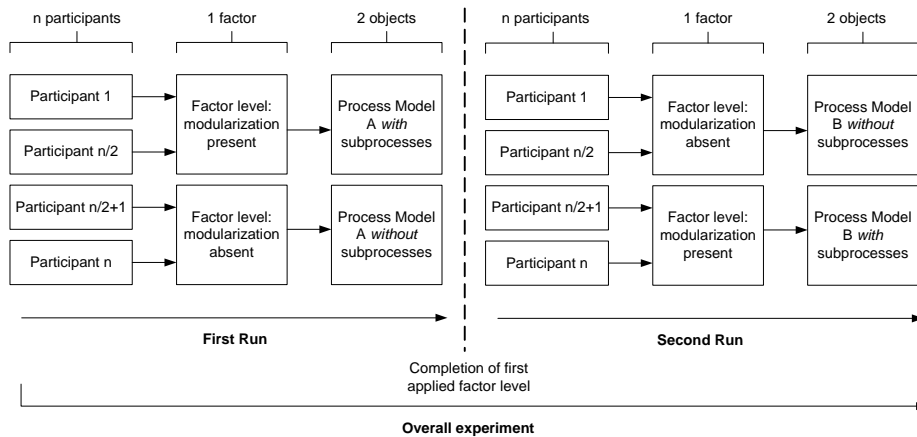 n participants
1 factor
2 objects
Participant 1
Participant n/2
Participant n/2+1
Participant n
Factor level:
modularization
present
Factor level:
modularization
absent
Process Model
A with
subprocesses
Process Model
A without
subprocesses
First Run
n participants
1 factor
2 objects
Participant 1
Participant n/2
Participant n/2+1
Participant n
Factor level:
modularization
absent
Factor level:
modularization
present
Process Model
B without
subprocesses
Process Model
B with
subprocesses
Second Run
Completion of first
applied factor level
Overall experiment